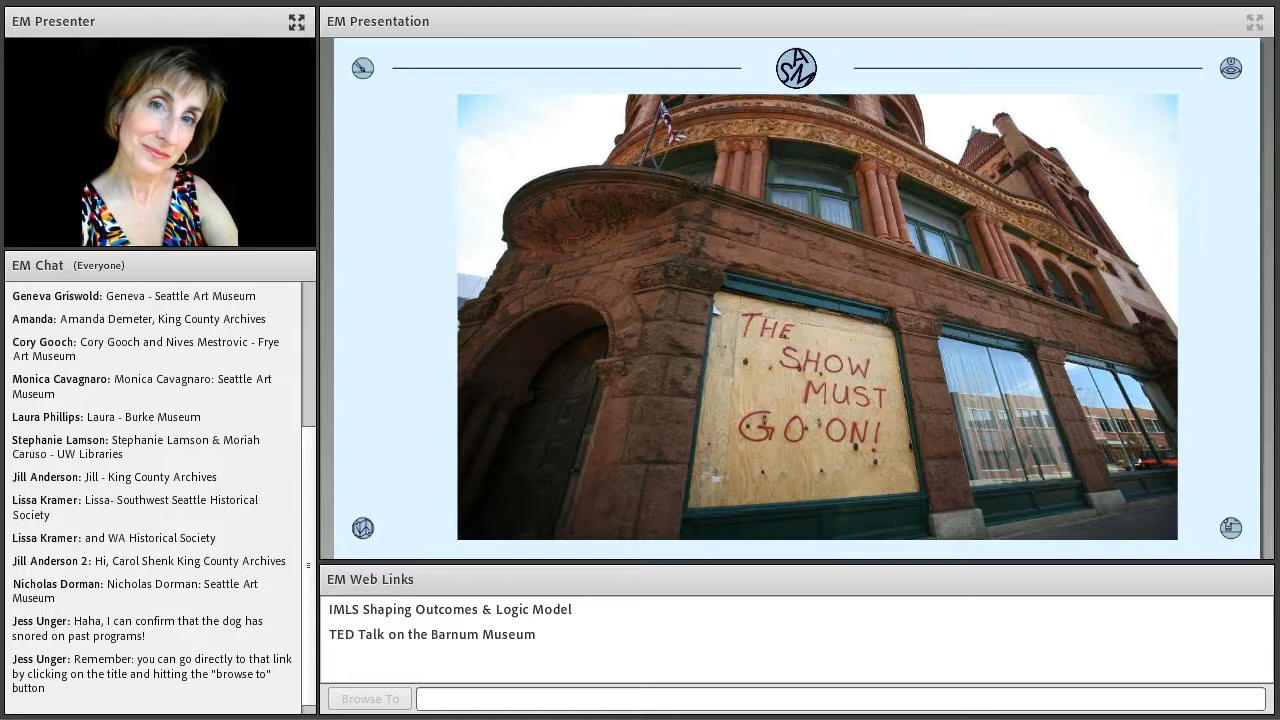 EM Presenter
EM Chat (Everyone)
Geneva Griswold: Geneva - Seattle Art Museum
Amanda: Amanda Demeter, King County Archives
Cory Gooch: Cory Gooch and Nives Mestrovic - Frye
Art Museum
Monica Cavagnaro: Monica Cavagnaro: Seattle Art
Museum
Laura Phillips: Laura - Burke Museum
Stephanie Lamson: Stephanie Lamson & Moriah
Caruso - UW Libraries
Jill Anderson: Jill - King County Archives
Lissa Kramer: Lissa- Southwest Seattle Historical
Society
Lissa Kramer: and WA Historical Society
Jill Anderson 2: Hi, Carol Shenk King County Archives
Nicholas Dorman: Nicholas Dorman: Seattle Art
Museum
Jess Unger: Haha, I can confirm that the dog has
snored on past programs!
Jess Unger: Remember: you can go directly to that link
by clicking on the title and hitting the "browse to"
button
EM Presentation
THE
SHOW
MUST
GO ON!
EM Web Links
IMLS Shaping Outcomes & Logic Model
TED Talk on the Barnum Museum
Browse To